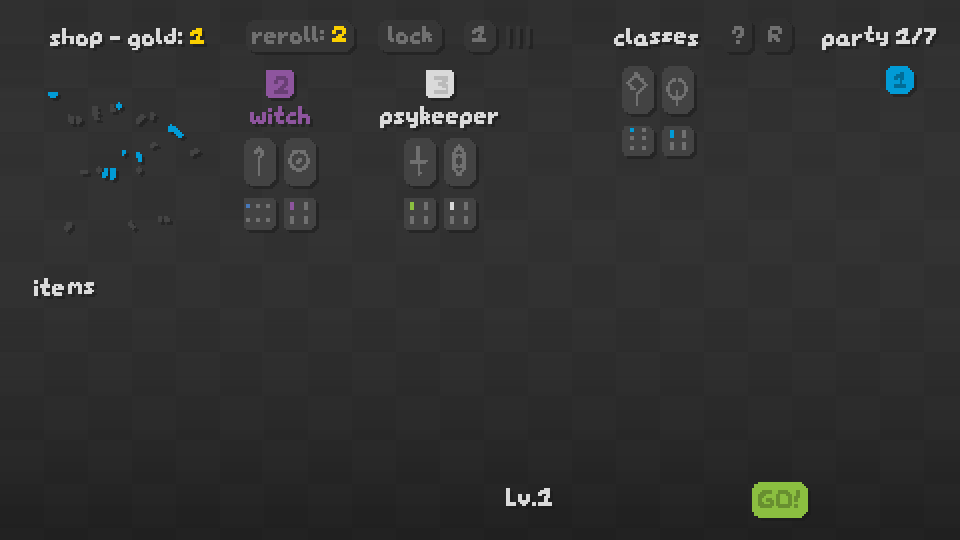 shop - gold: 1
reroll: 2
lock
1
classes
?
R
party 1/7
2
witch
3
psykeeper
1
items
Lv.1
GO!